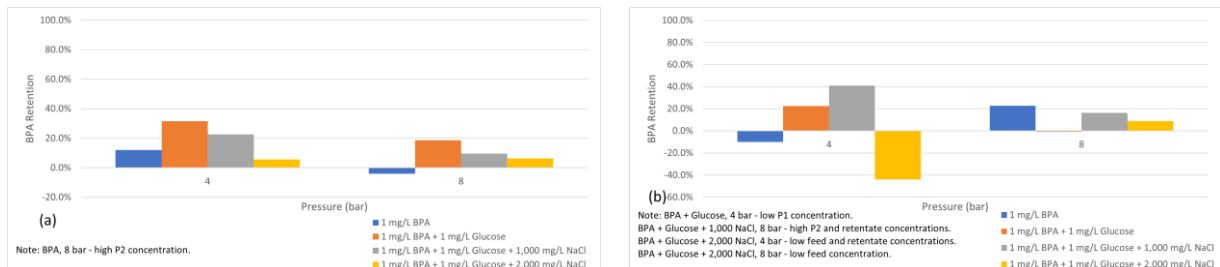 100.0%
80.0%
60.0%
40.0%
20.0%
0.0%
-20.0%
BPA Retention
4
8
Pressure (bar)
(a)
Note: BPA, 8 bar - high P2 concentration.
1 mg/L BPA
1 mg/L BPA + 1 mg/L Glucose
1 mg/L BPA + 1 mg/L Glucose + 1,000 mg/L NaCl
1 mg/L BPA + 1 mg/L Glucose + 2,000 mg/L NaCl
100.0%
80.0%
60.0%
40.0%
20.0%
0.0%
-20.0%
-40.0%
60.0%
BPA Retention
4
8
Pressure (bar)
(b)
Note: BPA + Glucose, 4 bar - low P1 concentration.
BPA + Glucose + 1,000 NaCl, 8 bar - high P2 and retentate concentrations.
BPA + Glucose + 2,000 NaCl, 4 bar - low feed and retentate concentrations.
BPA + Glucose + 2,000 NaCl, 8 bar - low feed concentration.
1 mg/L BPA
1 mg/L BPA + 1 mg/L Glucose
1 mg/L BPA + 1 mg/L Glucose + 1,000 mg/L NaCl
1 mg/L BPA + 1 mg/L Glucose + 2,000 mg/L NaCl